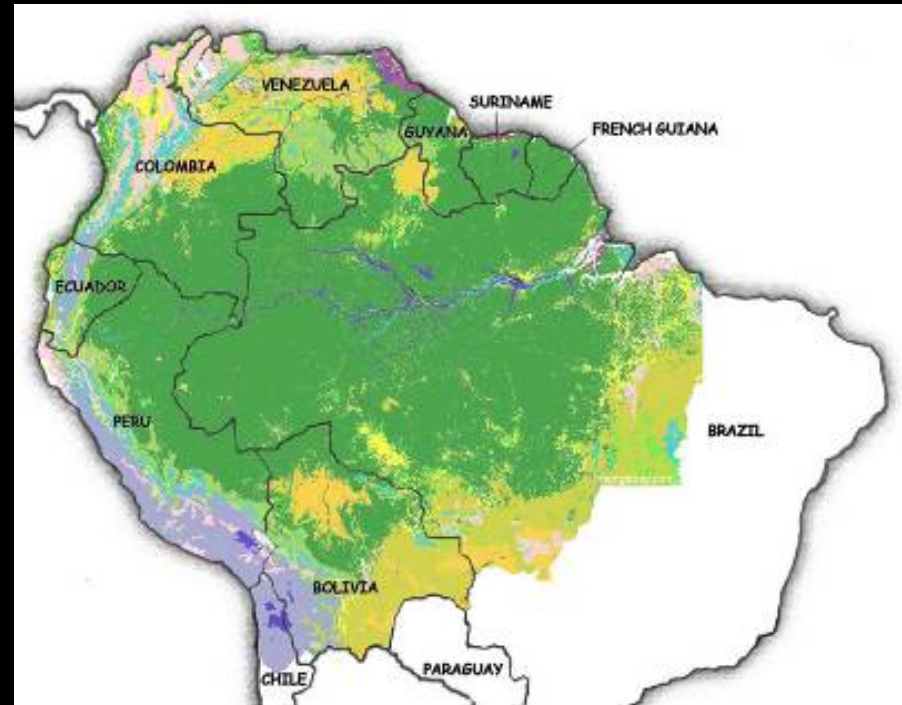 VENEZUELA
SURINAME
GUYANA
FRENCH GUIANA
COLOMBIA
ECUADOR
PERU
BRAZIL
BOLIVIA
PARAGUAY
CHILE